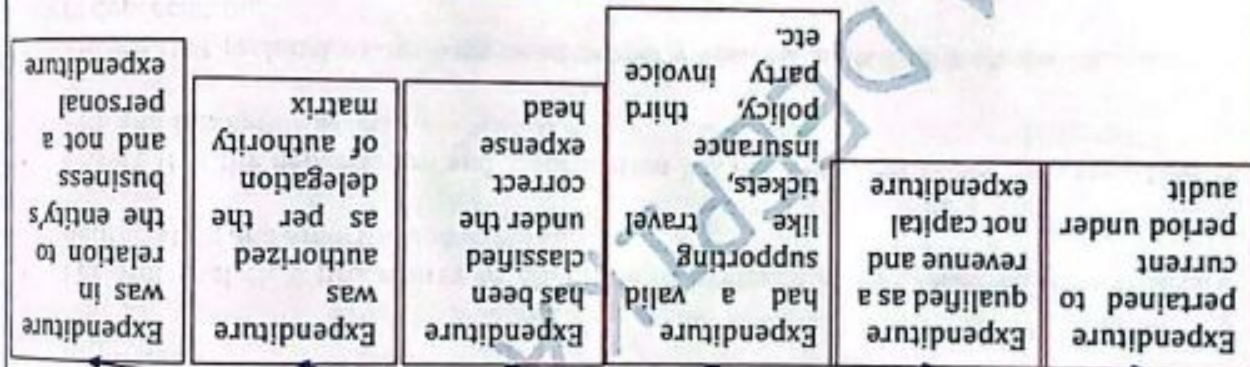 Expenditure
pertained to
current
period under
audit
Expenditure
qualified as a
revenue and
not capital
expenditure
Expenditure
had a valid
supporting
like travel
tickets,
insurance
policy, third
party invoice
etc.
Expenditure
has been
classified
under the
correct
expense
head
Expenditure
was
authorized
as per the
delegation
of authority
matrix
Expenditure
was in
relation to
the entity's
business
and not a
personal
expenditure